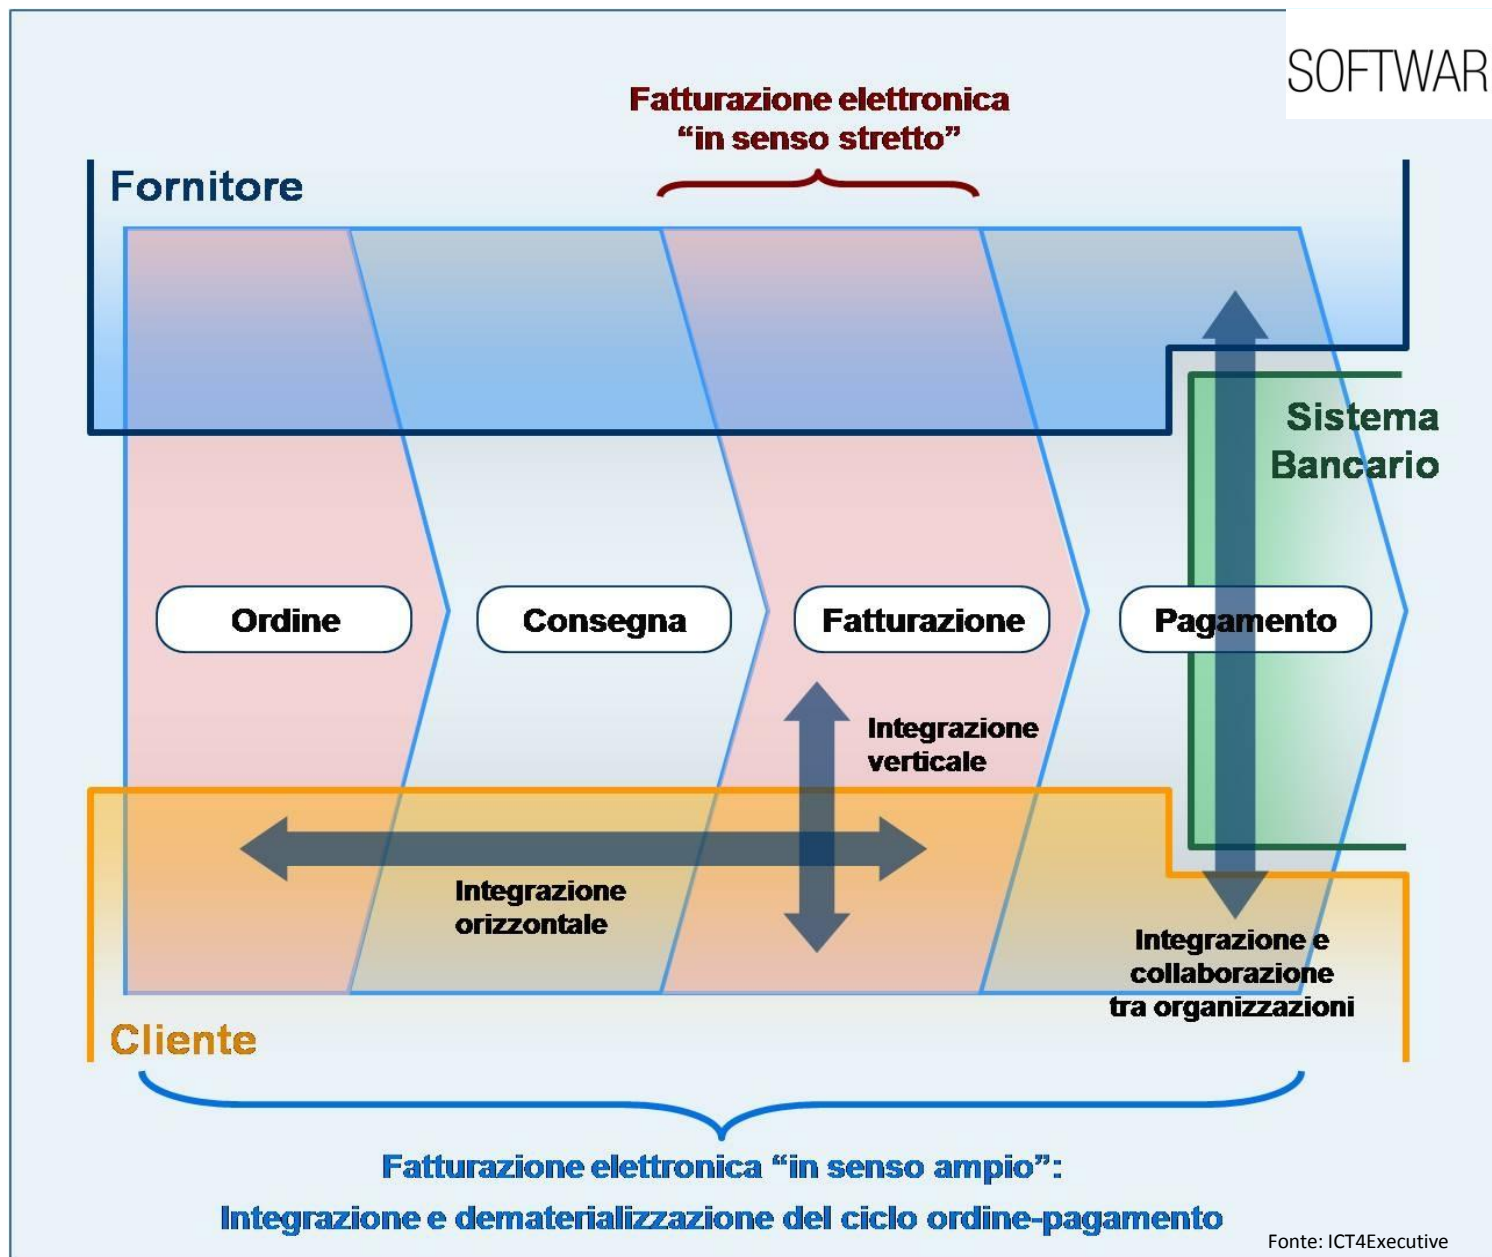 SOFTWAR
Fatturazione elettronica
“in senso stretto”
Fornitore
Sistema
Bancario
Ordine
Consegna
Fatturazione
Pagamento
Integrazione
verticale
Integrazione
orizzontale
Integrazione e
collaborazione
tra organizzazioni
Cliente
Fatturazione elettronica “in senso ampio”:
Integrazione e dematerializzazione del ciclo ordine-pagamento
Fonte: ICT4Executive